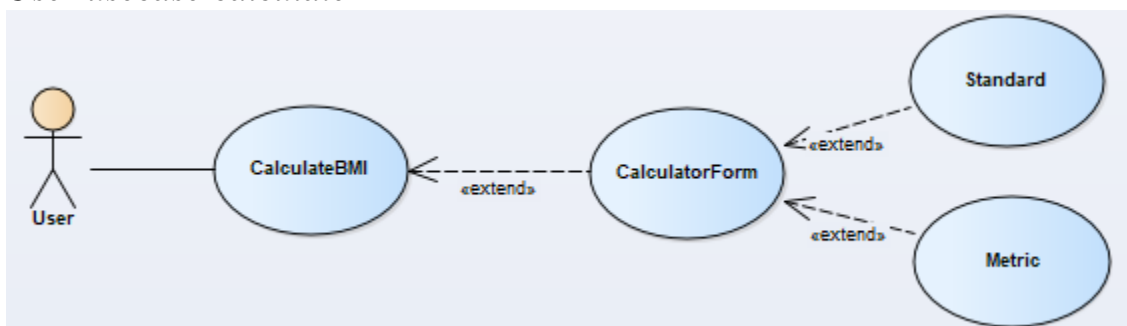 Standard
«extend»
CalculateBMI
«extend»
CalculatorForm
User
«extend»
Metric